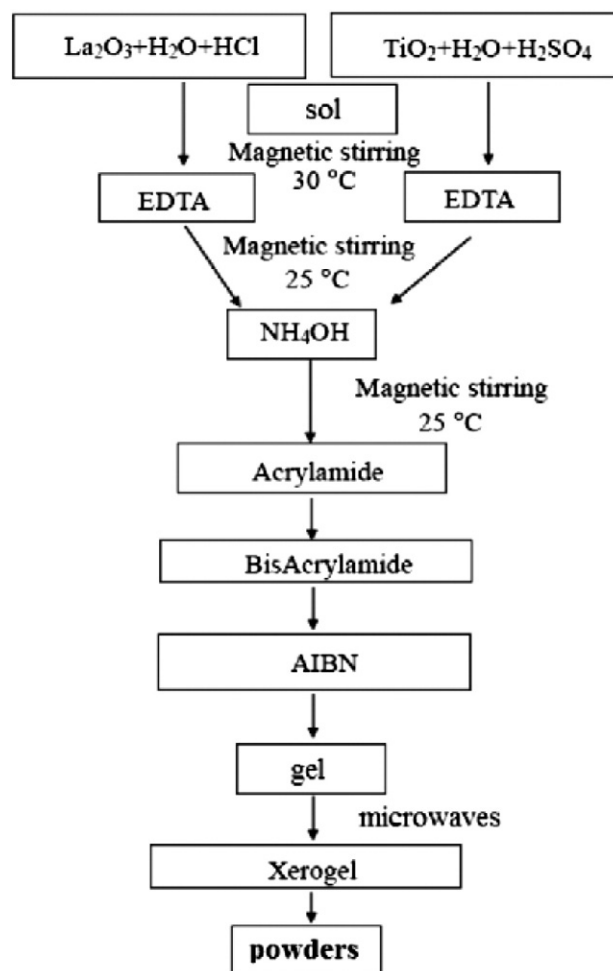 La₂O₃+H₂O+HCl
TiO₂+H₂O+H₂SO₄
sol
Magnetic stirring
30 °C
EDTA
EDTA
Magnetic stirring
25 °C
NH₄OH
Magnetic stirring
25 °C
Acrylamide
BisAcrylamide
AIBN
gel
microwaves
Xerogel
powders